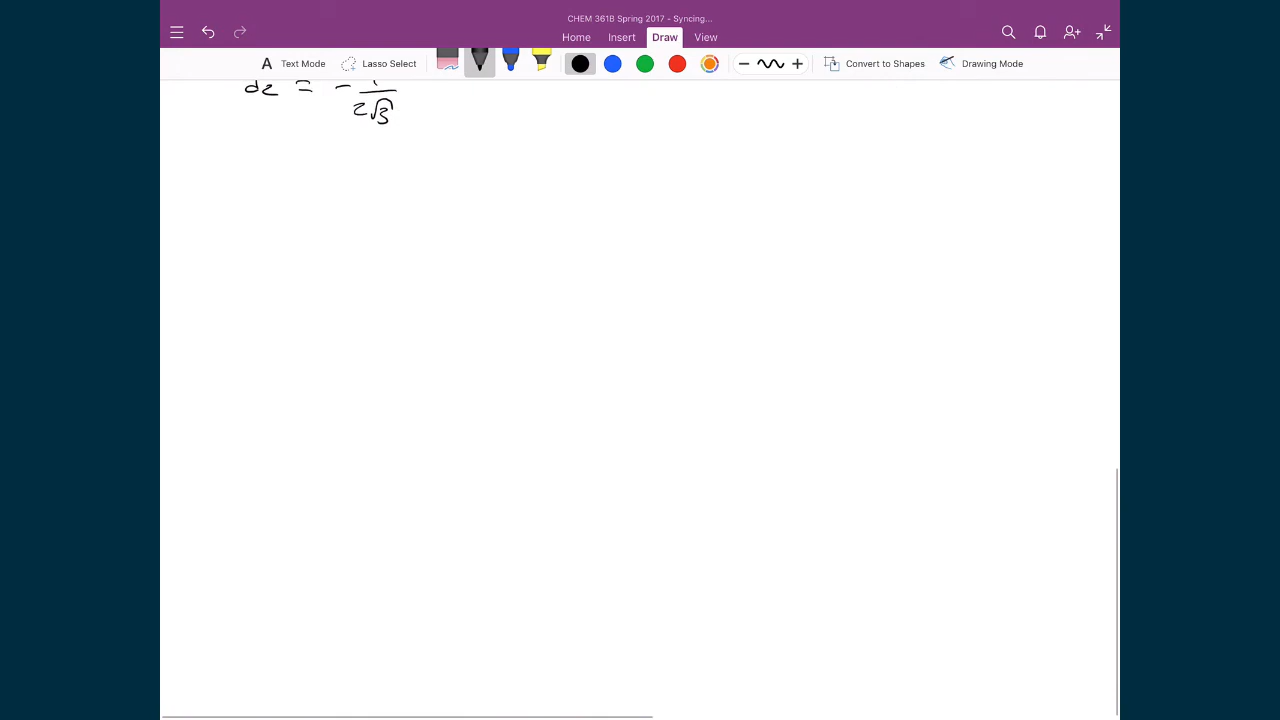 CHEM 361B Spring 2017 - Syncing...
Home Insert Draw View
A Text Mode Lasso Select Convert to Shapes Drawing Mode
dz = - 1/2√3